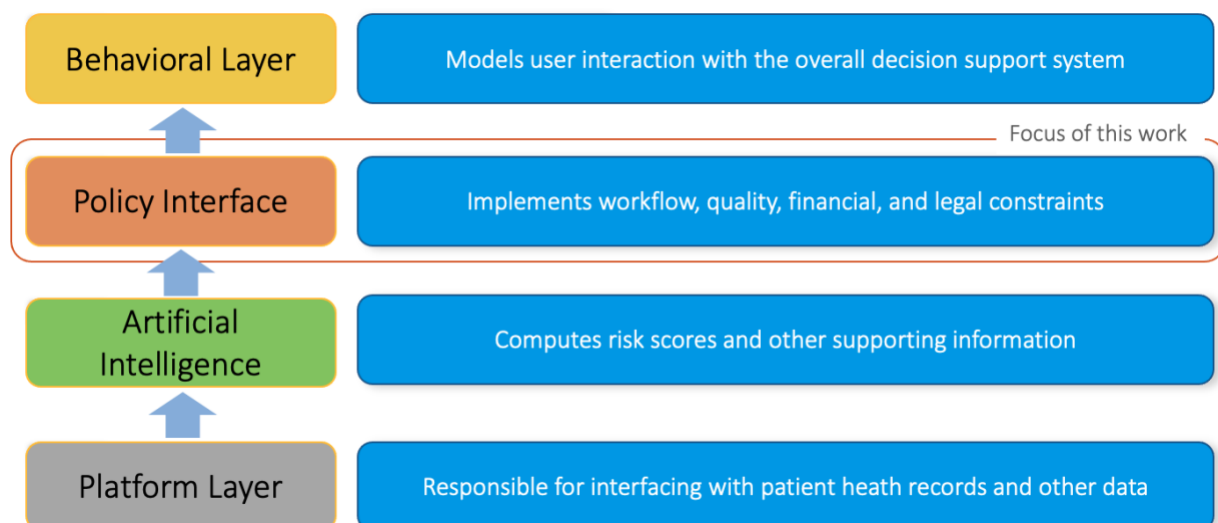 Behavioral Layer
Models user interaction with the overall decision support system
Focus of this work
Policy Interface
Implements workflow, quality, financial, and legal constraints
Artificial
Intelligence
Computes risk scores and other supporting information
Platform Layer
Responsible for interfacing with patient heath records and other data